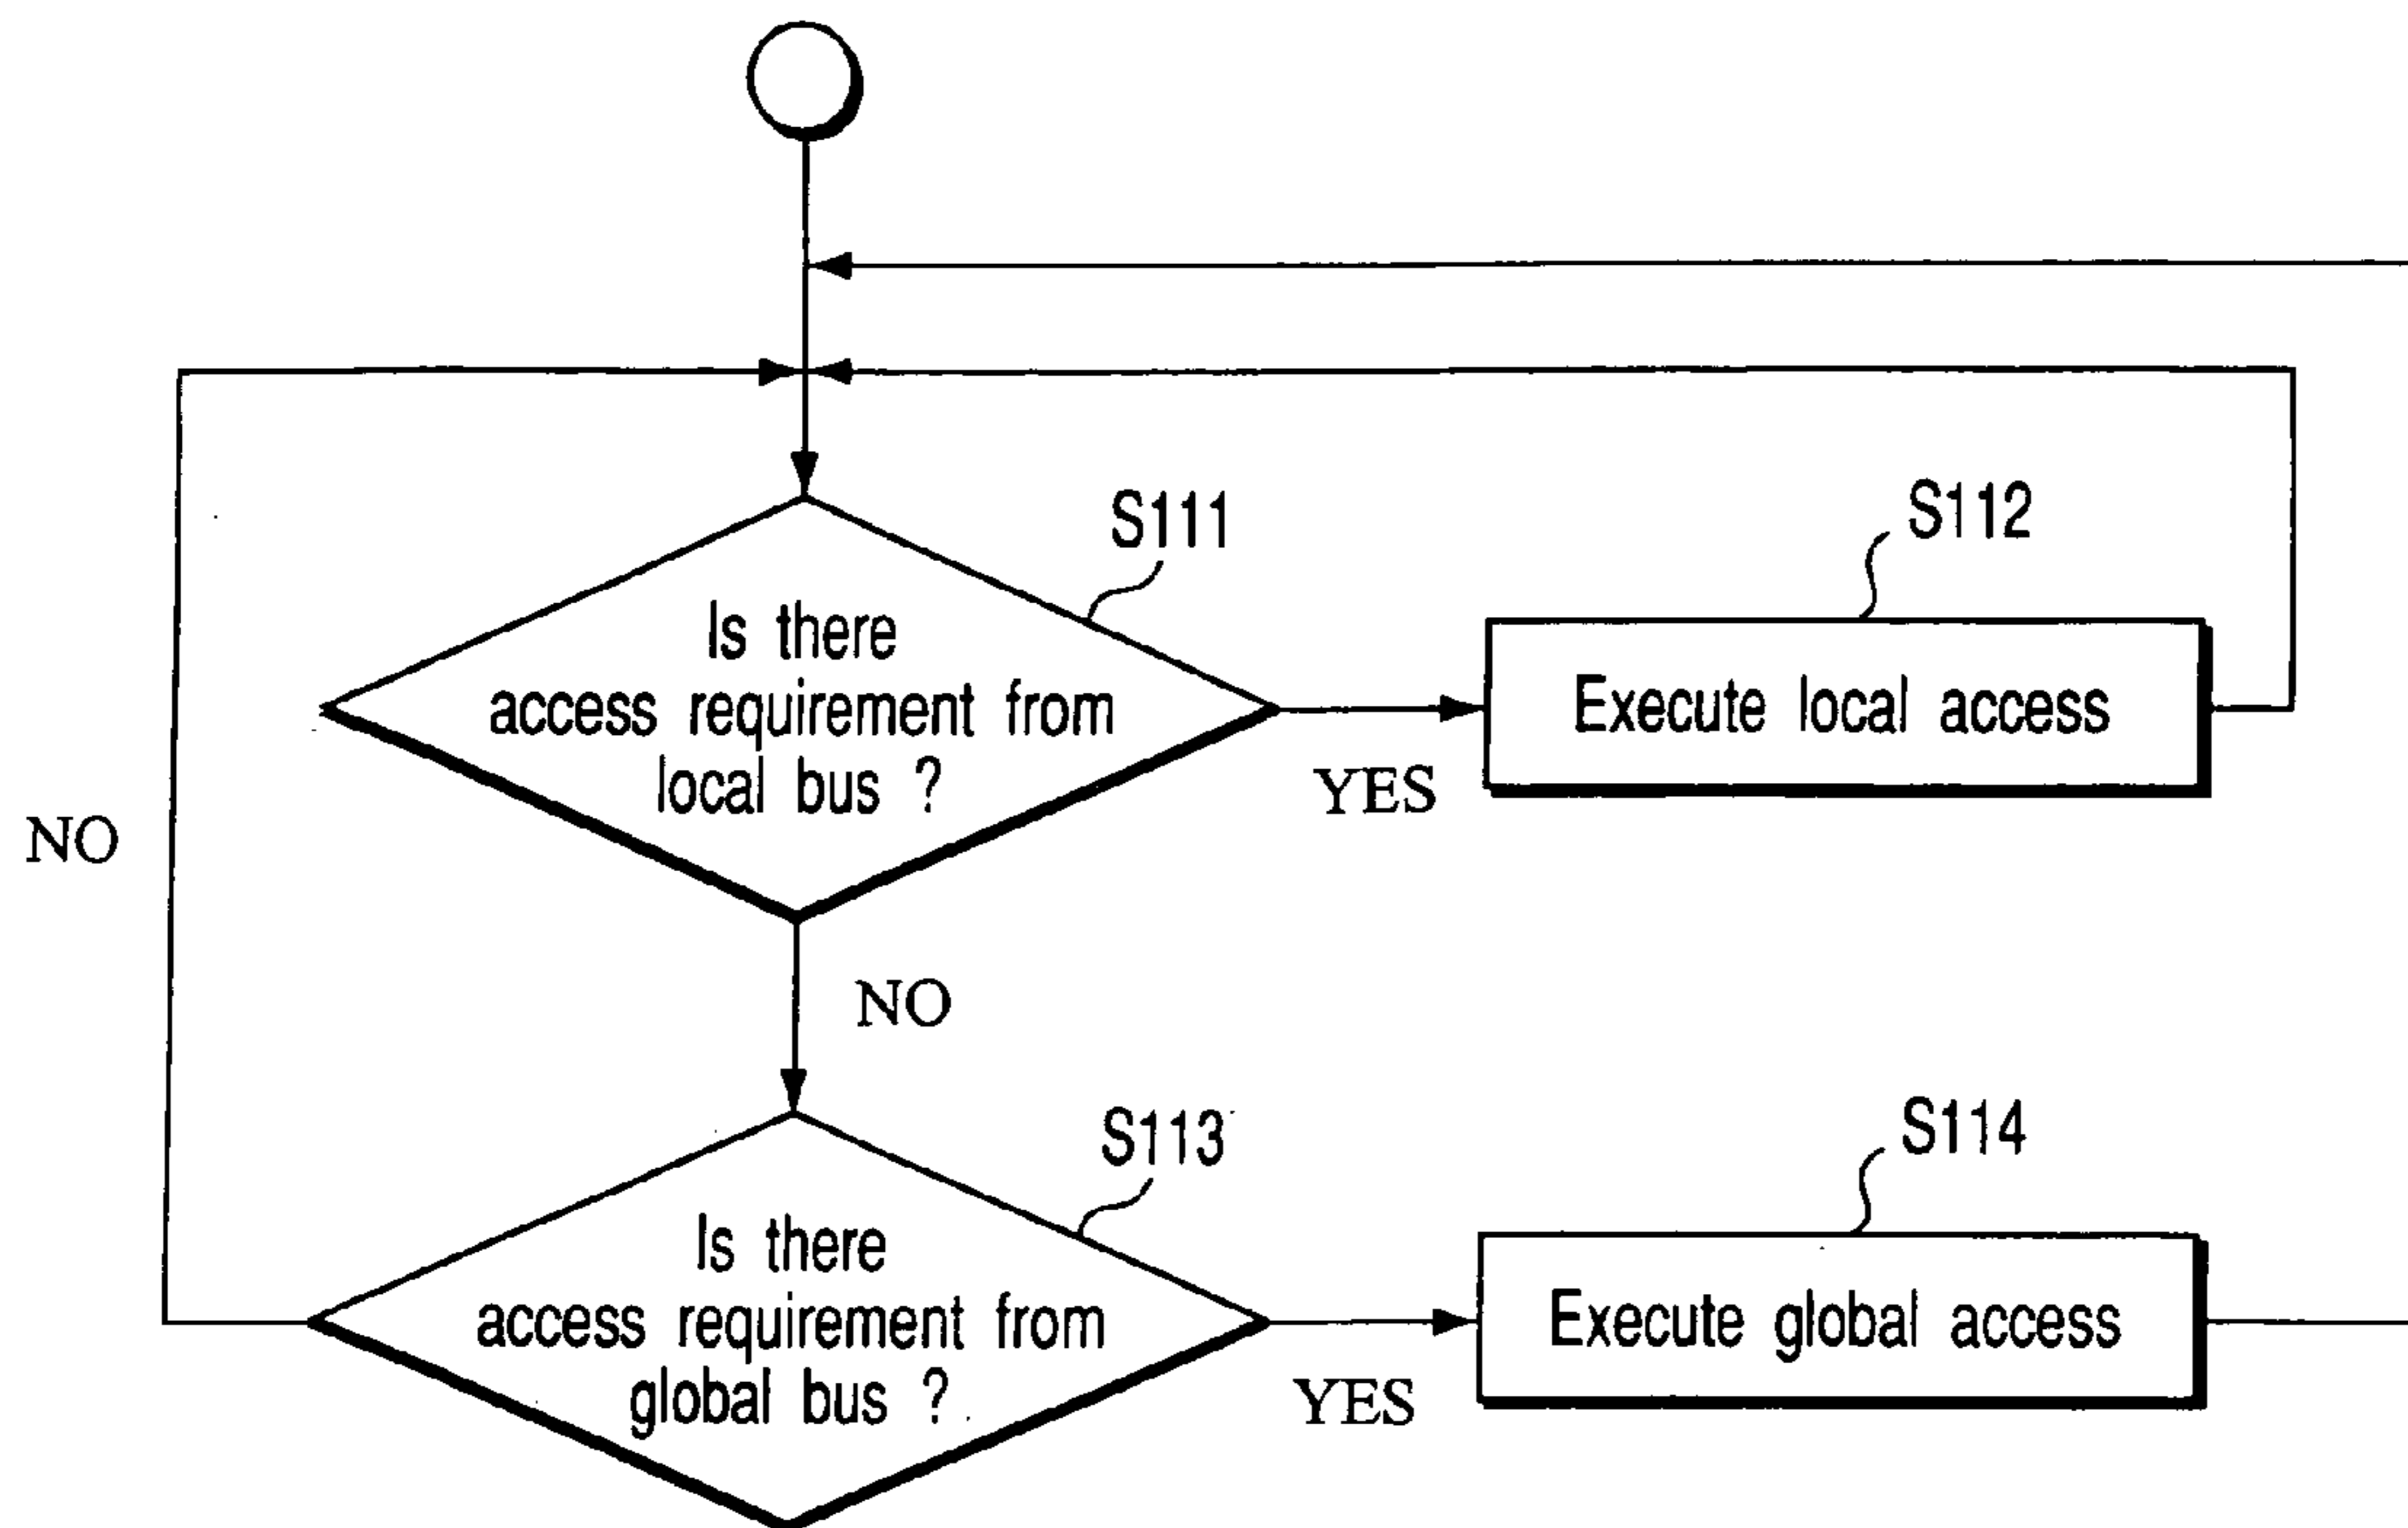 S111
Is there
access requirement from
local bus ?
YES
S112
Execute local access
NO
NO
S113
Is there
access requirement from
global bus ?
YES
S114
Execute global access